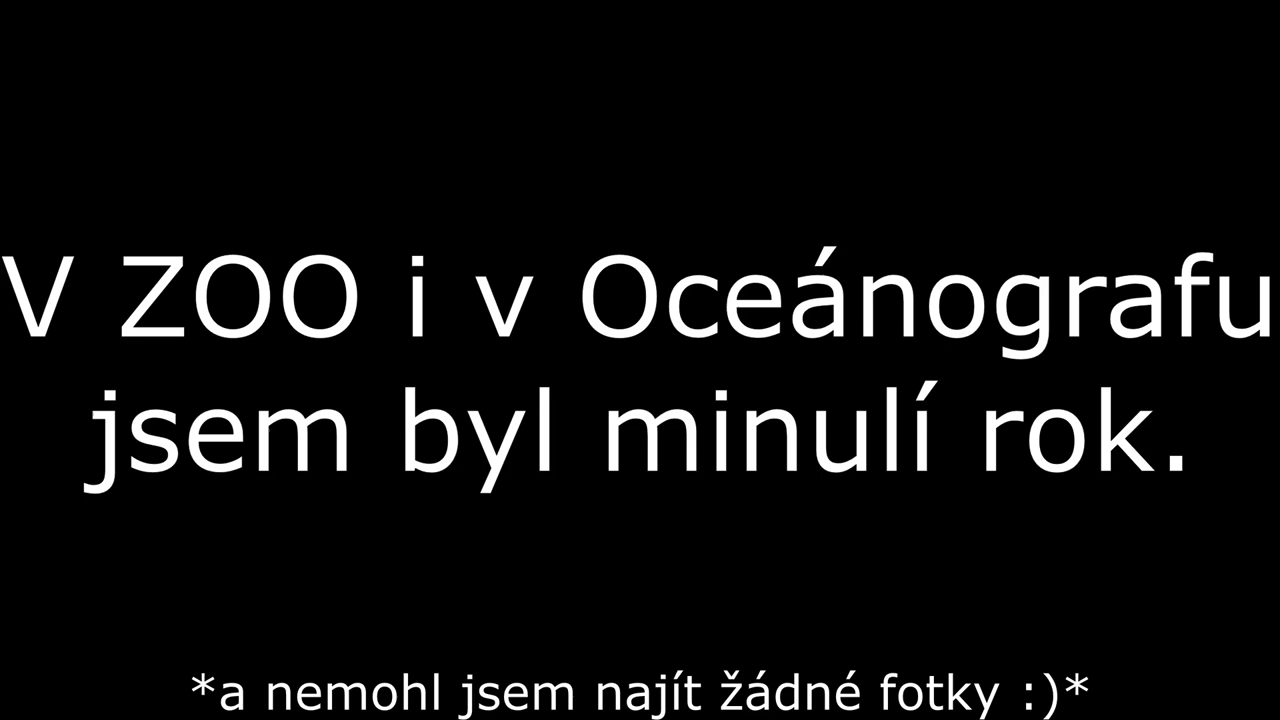 V ZOO i v Oceánografu
jsem byl minulí rok.
*a nemohl jsem najít žádné fotky :)*